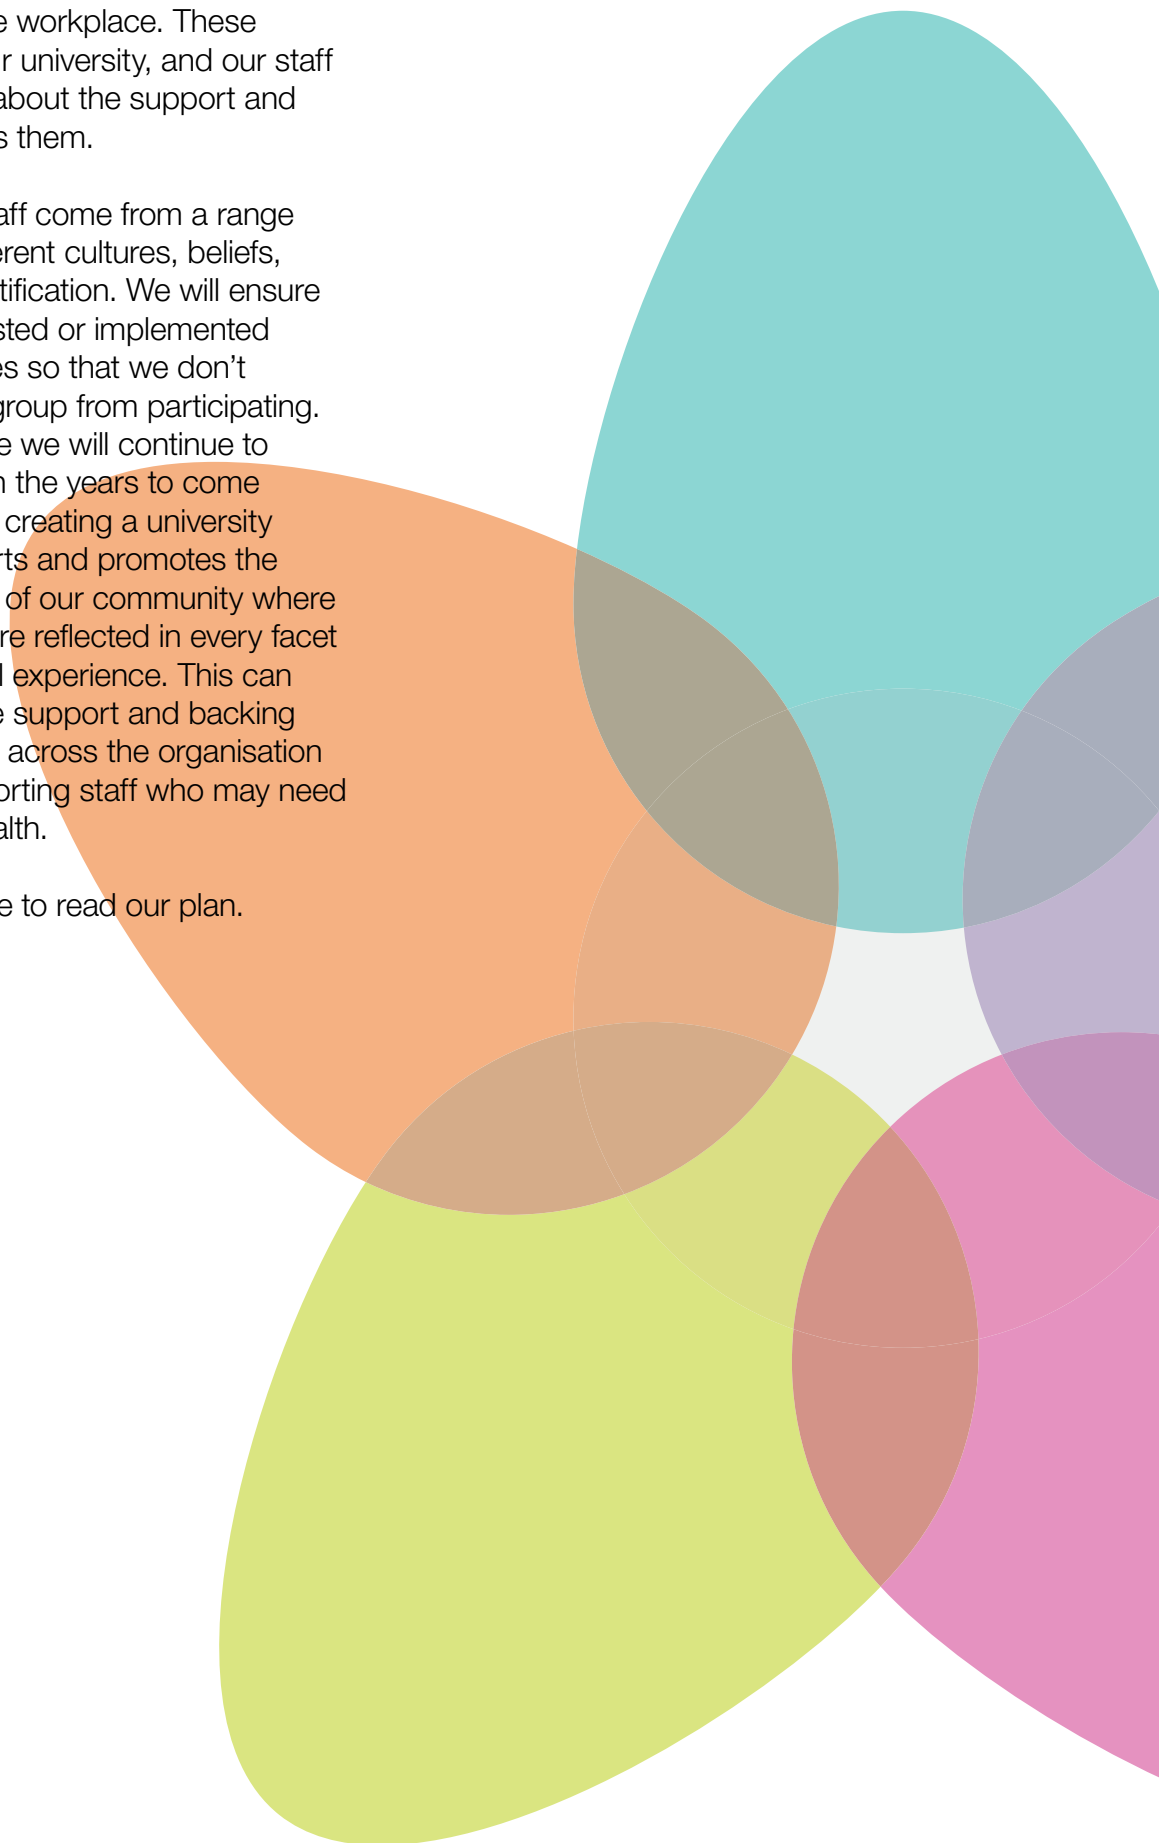 e workplace. These
r university, and our staff
about the support and
s them.
aff come from a range
erent cultures, beliefs,
tification. We will ensure
sted or implemented
es so that we don't
group from participating.
e we will continue to
n the years to come
creating a university
rts and promotes the
of our community where
re reflected in every facet
l experience. This can
e support and backing
across the organisation
orting staff who may need
alth.
e to read our plan.